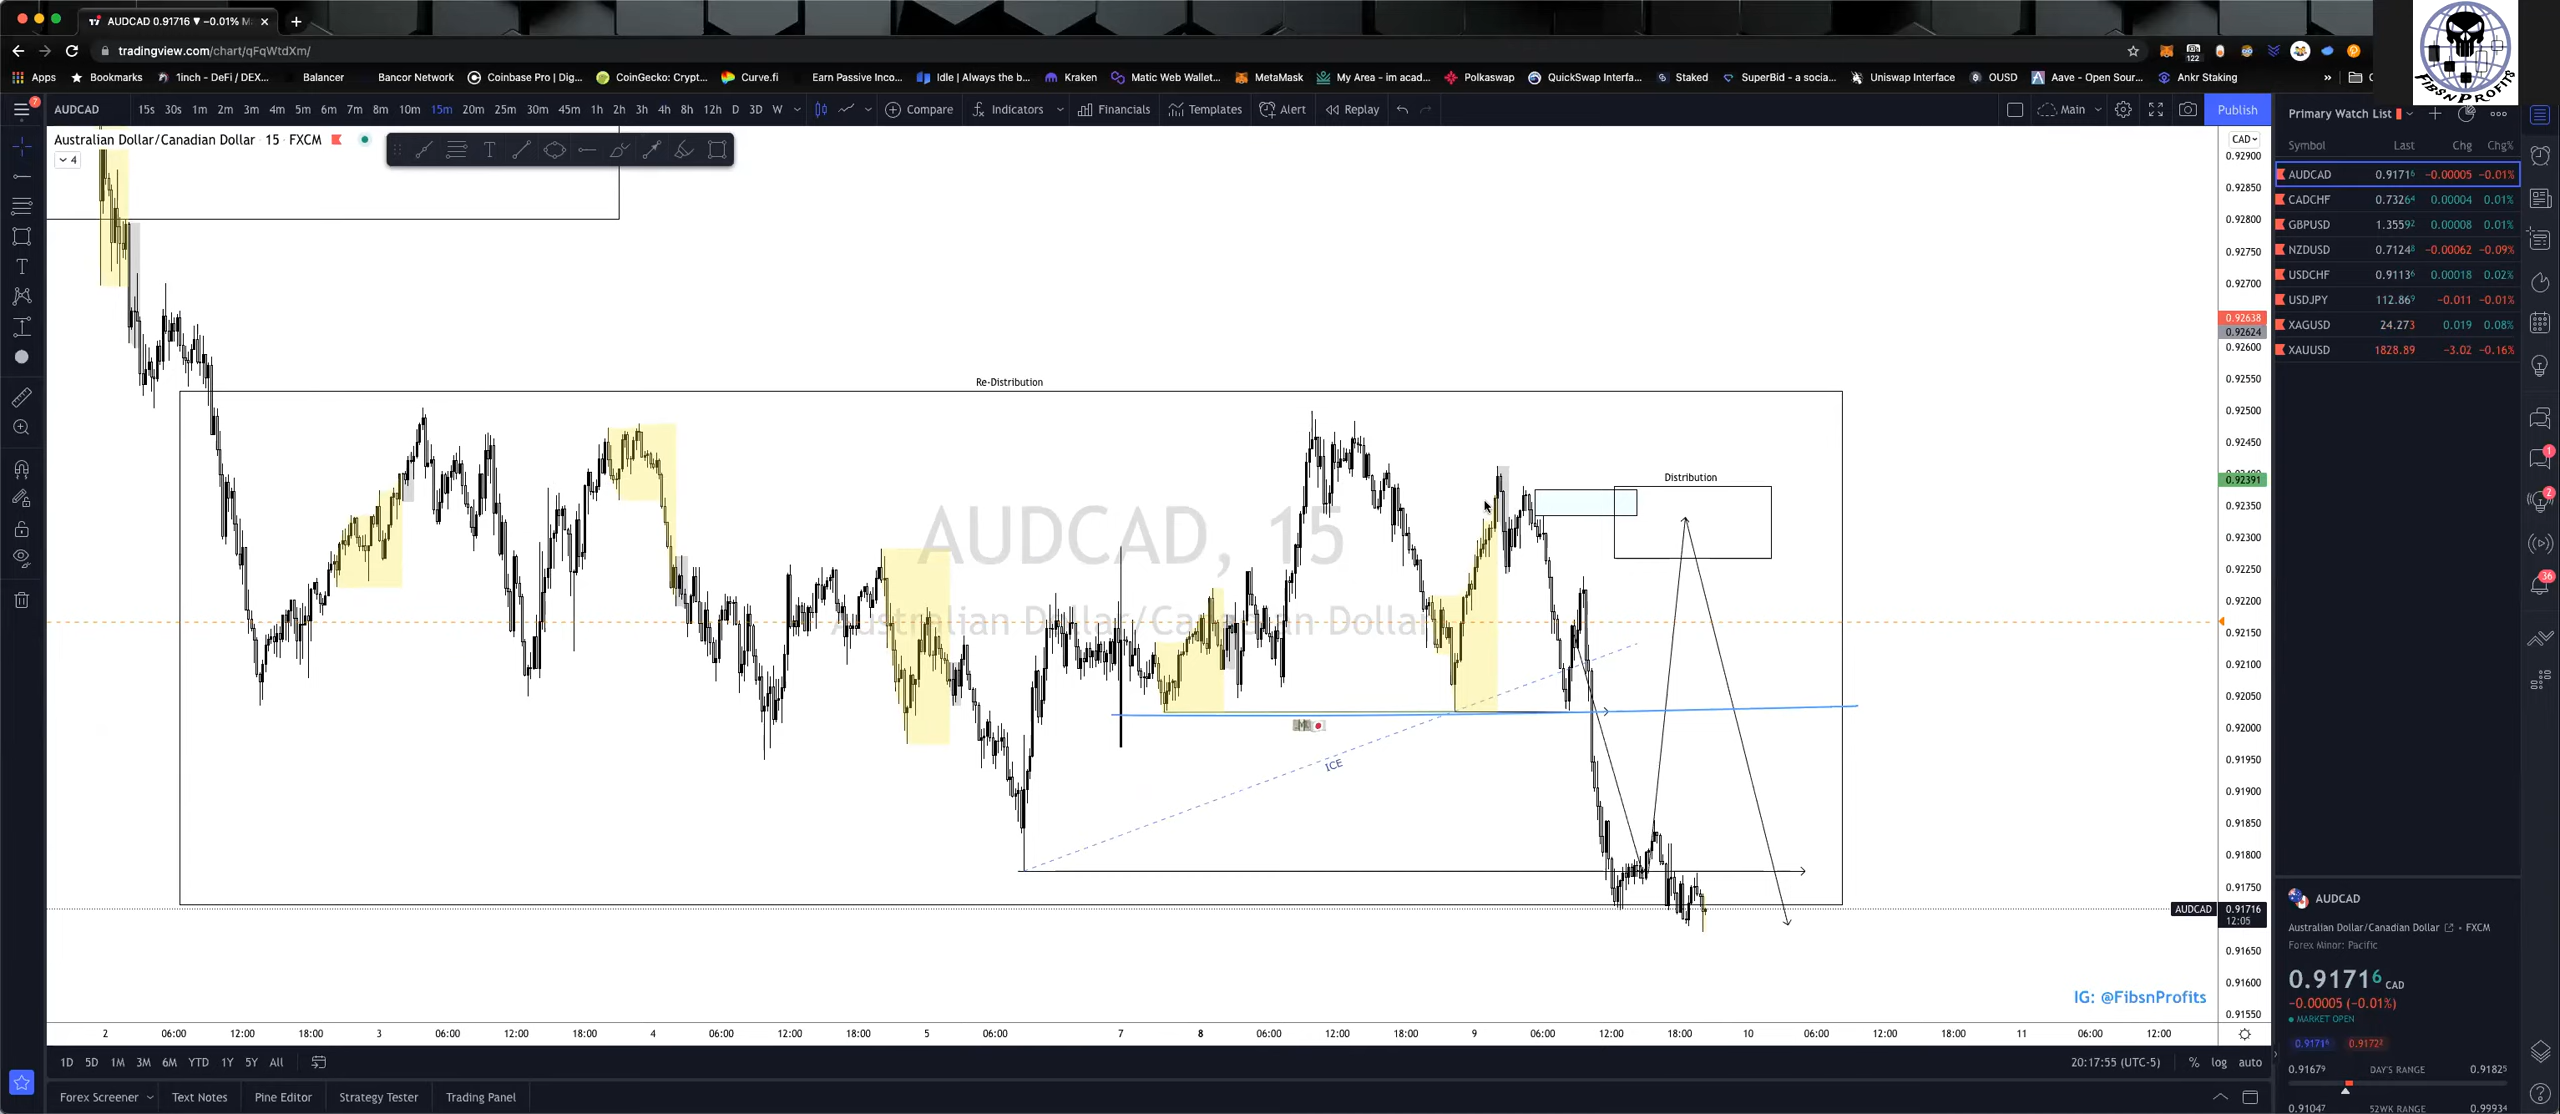 AUDCAD 0.91716 ▼ −0.01% M
tradingview.com/chart/qFqWtdXm/
Apps Bookmarks 1inch - DeFi / DEX... Balancer Bancor Network Coinbase Pro | Dig... CoinGecko: Crypt... Curve.fi Earn Passive Inco... Idle | Always the b... Kraken Matic Web Wallet... MetaMask My Area - im acad... Polkaswap QuickSwap Interfa... Staked SuperBid - a socia... Uniswap Interface OUSD Aave - Open Sour... Ankr Staking »
FIBSNPROFITS
AUDCAD 15s 30s 1m 2m 3m 4m 5m 6m 7m 8m 10m 15m 20m 25m 30m 45m 1h 2h 3h 4h 8h 12h D 3D W Compare Indicators Financials Templates Alert Replay Main Publish
Australian Dollar/Canadian Dollar · 15 · FXCM
4
CAD
0.92900
0.92850
0.92800
0.92750
0.92700
0.92638
0.92624
0.92600
0.92550
0.92500
0.92450
0.92391
0.92350
0.92300
0.92250
0.92200
0.92150
0.92100
0.92050
0.92000
0.91950
0.91900
0.91850
0.91800
0.91750
AUDCAD 0.91716
12:05
0.91650
0.91600
0.91550
Re-Distribution
Distribution
AUDCAD, 15
Australian Dollar/Canadian Dollar
ICE
IG: @FibsnProfits
2 06:00 12:00 18:00 3 06:00 12:00 18:00 4 06:00 12:00 18:00 5 06:00 7 8 06:00 12:00 18:00 9 06:00 12:00 18:00 10 06:00 12:00 18:00 11 06:00 12:00
1D 5D 1M 3M 6M YTD 1Y 5Y All 20:17:55 (UTC-5) % log auto
Forex Screener Text Notes Pine Editor Strategy Tester Trading Panel
Primary Watch List
Symbol Last Chg Chg%
AUDCAD 0.91716 −0.00005 −0.01%
CADCHF 0.73264 0.00004 0.01%
GBPUSD 1.35592 0.00008 0.01%
NZDUSD 0.71248 −0.00062 −0.09%
USDCHF 0.91136 0.00018 0.02%
USDJPY 112.869 −0.011 −0.01%
XAGUSD 24.273 0.019 0.08%
XAUUSD 1828.89 −3.02 −0.16%
AUDCAD
Australian Dollar/Canadian Dollar • FXCM
Forex Minor: Pacific
0.91716 CAD
−0.00005 (−0.01%)
MARKET OPEN
0.91716 0.91722
0.91679 DAY'S RANGE 0.91825
0.91047 52WK RANGE 0.99934